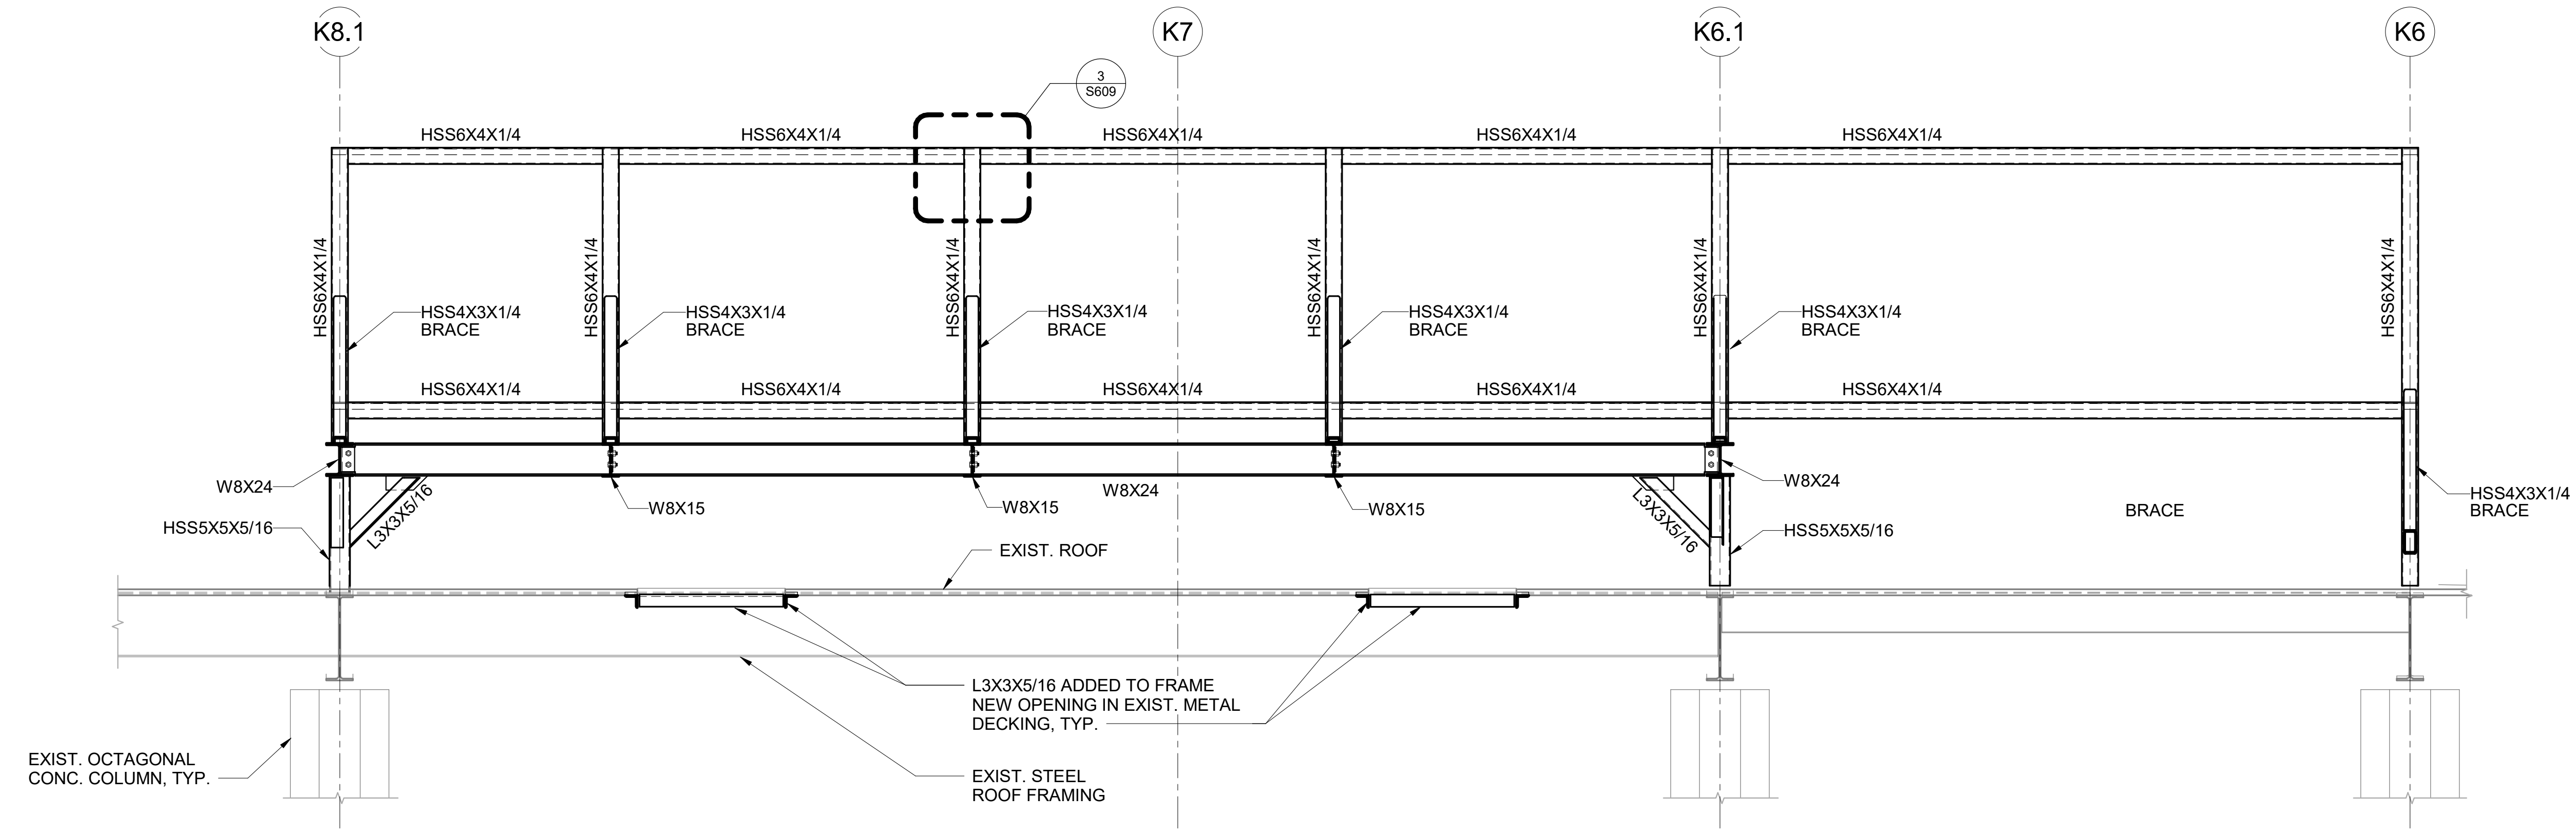 K8.1
K7
K6.1
K6
3
S609
HSS6X4X1/4
HSS6X4X1/4
HSS6X4X1/4
HSS6X4X1/4
HSS6X4X1/4
HSS6X4X1/4
HSS6X4X1/4
HSS6X4X1/4
HSS6X4X1/4
HSS6X4X1/4
HSS6X4X1/4
HSS4X3X1/4
BRACE
HSS4X3X1/4
BRACE
HSS4X3X1/4
BRACE
HSS4X3X1/4
BRACE
HSS4X3X1/4
BRACE
HSS6X4X1/4
HSS6X4X1/4
HSS6X4X1/4
HSS6X4X1/4
HSS6X4X1/4
W8X24
W8X15
W8X15
W8X24
W8X15
W8X24
HSS4X3X1/4
BRACE
BRACE
HSS5X5X5/16
L3X3X5/16
L3X3X5/16
HSS5X5X5/16
EXIST. ROOF
L3X3X5/16 ADDED TO FRAME
NEW OPENING IN EXIST. METAL
DECKING, TYP.
EXIST. OCTAGONAL
CONC. COLUMN, TYP.
EXIST. STEEL
ROOF FRAMING